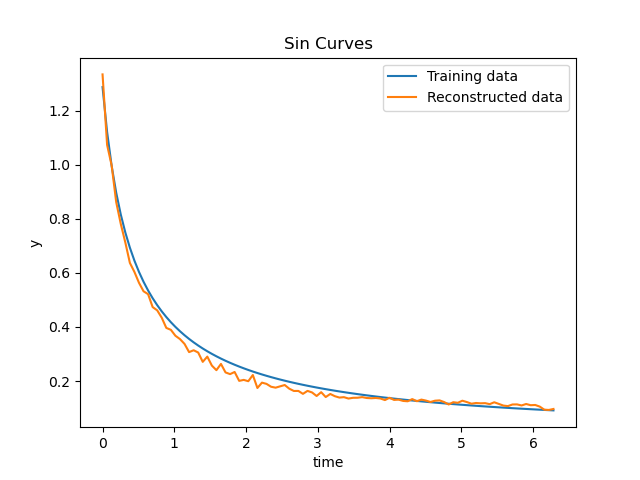 Sin Curves
Training data
Reconstructed data
y
1.2
1.0
0.8
0.6
0.4
0.2
0 1 2 3 4 5 6
time